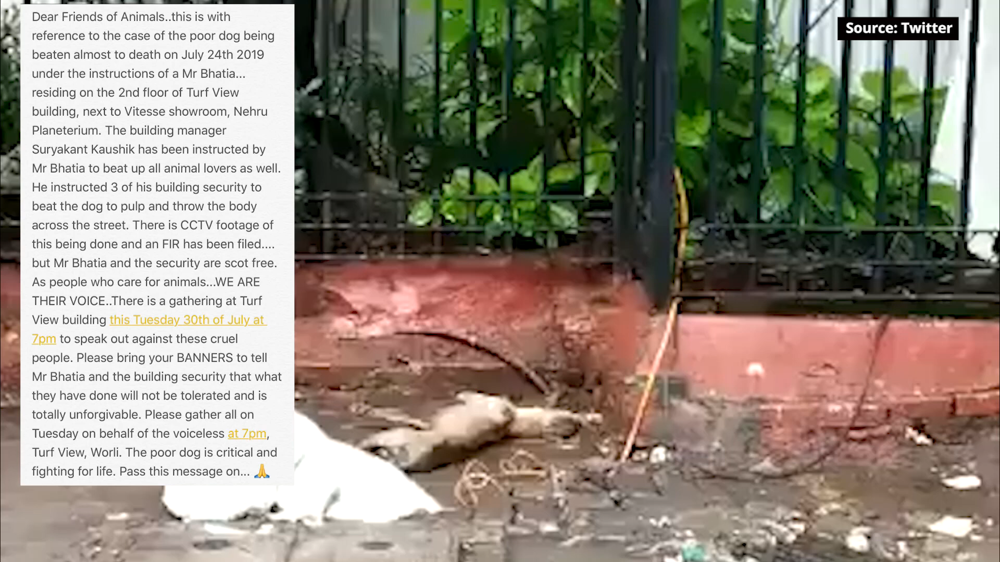 Dear Friends of Animals..this is with
reference to the case of the poor dog being
beaten almost to death on July 24th 2019
under the instructions of a Mr Bhatia...
residing on the 2nd floor of Turf View
building, next to Vitesse showroom, Nehru
Planeterium. The building manager
Suryakant Kaushik has been instructed by
Mr Bhatia to beat up all animal lovers as well.
He instructed 3 of his building security to
beat the dog to pulp and throw the body
across the street. There is CCTV footage of
this being done and an FIR has been filed....
but Mr Bhatia and the security are scot free.
As people who care for animals...WE ARE
THEIR VOICE..There is a gathering at Turf
View building this Tuesday 30th of July at
7pm to speak out against these cruel
people. Please bring your BANNERS to tell
Mr Bhatia and the building security that what
they have done will not be tolerated and is
totally unforgivable. Please gather all on
Tuesday on behalf of the voiceless at 7pm,
Turf View, Worli. The poor dog is critical and
fighting for life. Pass this message on... 🙏
Source: Twitter